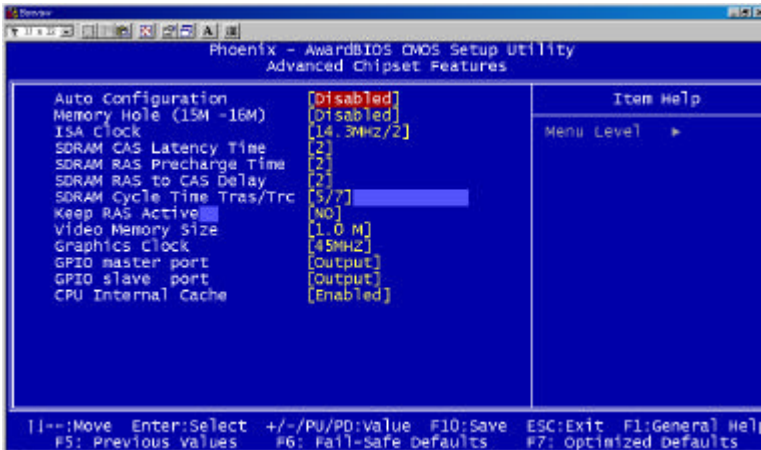 Phoenix - AwardBIOS CMOS Setup Utility
Advanced Chipset Features
Auto Configuration [Disabled]
Memory Hole (15M -16M) [Disabled]
ISA Clock [14.3MHz/2]
SDRAM CAS Latency Time [2]
SDRAM RAS Precharge Time [2]
SDRAM RAS to CAS Delay [2]
SDRAM Cycle Time Tras/Trc [5/7]
Keep RAS Active [NO]
Video Memory Size [1.0 M]
Graphics Clock [45MHZ]
GPIO master port [Output]
GPIO slave port [Output]
CPU Internal Cache [Enabled]
Item Help
Menu Level ►
:Move Enter:Select +/-/PU/PD:Value F10:Save ESC:Exit F1:General Help
F5: Previous Values F6: Fail-Safe Defaults F7: Optimized Defaults